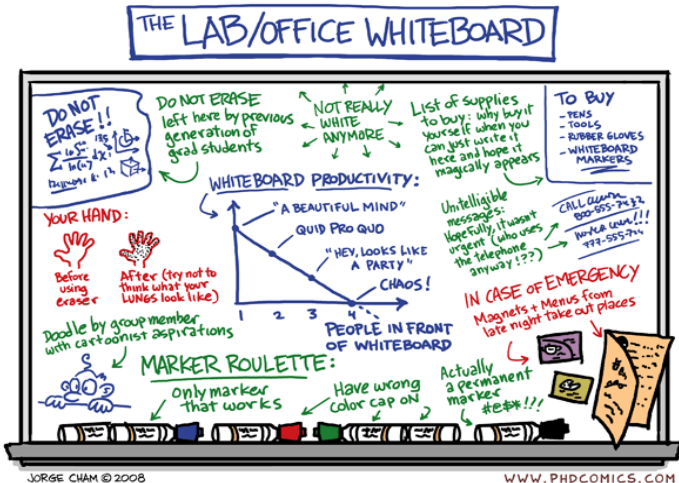 THE LAB/OFFICE WHITEBOARD
DO NOT
ERASE!!
DO NOT ERASE
left here by previous
generation of
grad students
NOT REALLY
WHITE
ANYMORE
List of supplies
to buy: why buy it
yourself when you
can just write it
here and hope it
magically appears
TO BUY
- PENS
- TOOLS
- RUBBER GLOVES
- WHITEBOARD
MARKERS
WHITEBOARD PRODUCTIVITY:
"A BEAUTIFUL MIND"
QUID PRO QUO
"HEY, LOOKS LIKE
A PARTY"
CHAOS!
1 2 3 4
PEOPLE IN FRONT
OF WHITEBOARD
Unitelligible
messages:
Hopefully, it wasn't
urgent (who uses
the telephone
anyway!??)
CALL
800-555-7432
777-555-
YOUR HAND:
Before
using
eraser
After (try not to
think what your
LUNGS look like)
IN CASE OF EMERGENCY
Magnets + Menus from
late night take out places
Doodle by group member
with cartoonist aspirations
MARKER ROULETTE:
only marker
that works
Have wrong
color cap on
Actually
a permanent
marker
#@$*!!!
JORGE CHAM © 2008
WWW.PHDCOMICS.COM